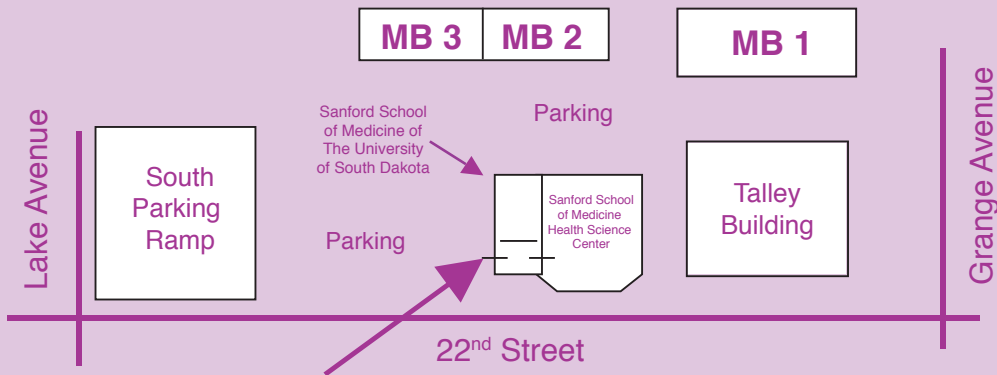 MB 3
MB 2
MB 1
Lake Avenue
South
Parking
Ramp
Sanford School
of Medicine of
The University
of South Dakota
Parking
Parking
Sanford School
of Medicine
Health Science
Center
Talley
Building
Grange Avenue
22nd Street